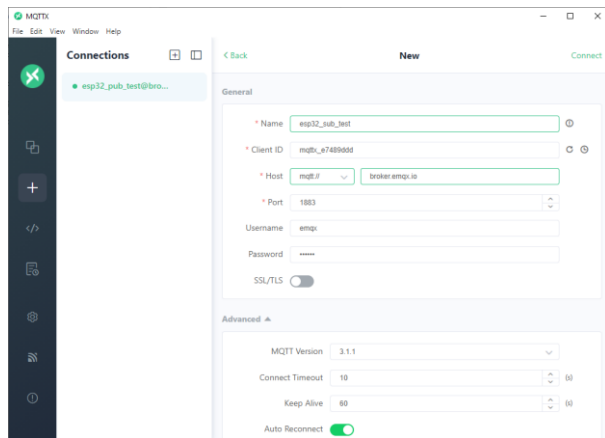 MQTTX
File Edit View Window Help
Connections
esp32_pub_test@bro...
< Back New Connect
General
* Name esp32_sub_test
* Client ID mqttx_e7489ddd
* Host mqtt:// broker.emqx.io
* Port 1883
Username emqx
Password ••••••
SSL/TLS
Advanced
MQTT Version 3.1.1
Connect Timeout 10 (s)
Keep Alive 60 (s)
Auto Reconnect